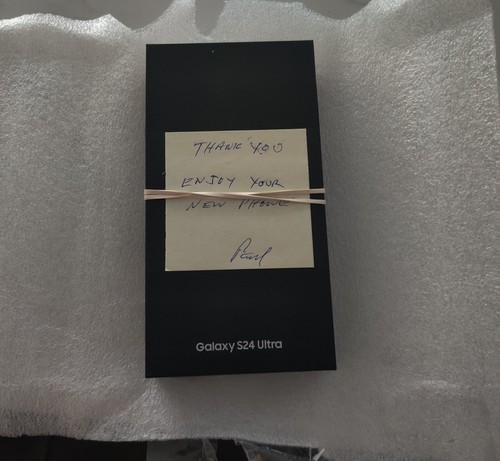 THANK YOU
ENJOY YOUR
NEW PHONE
Paul
Galaxy S24 Ultra